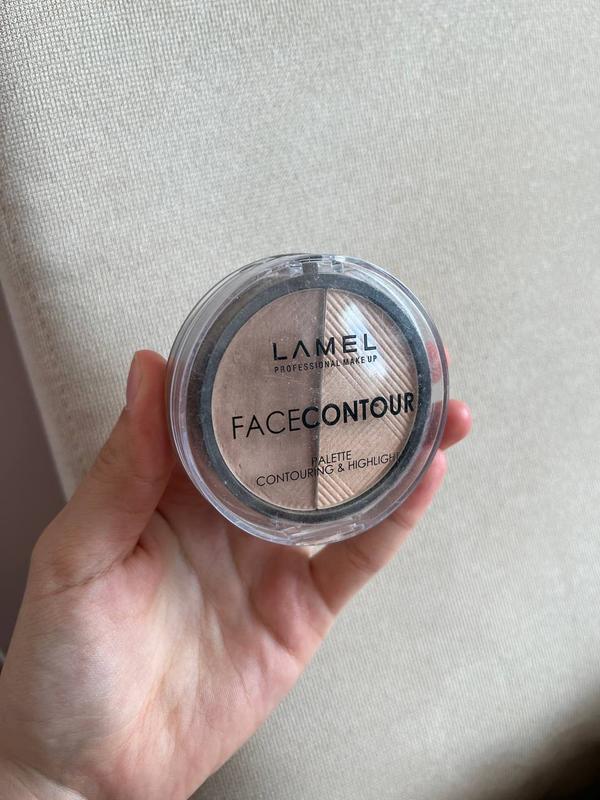 LAMEL
PROFESSIONAL MAKE UP
FACECONTOUR
PALETTE
CONTOURING & HIGHLIGHT